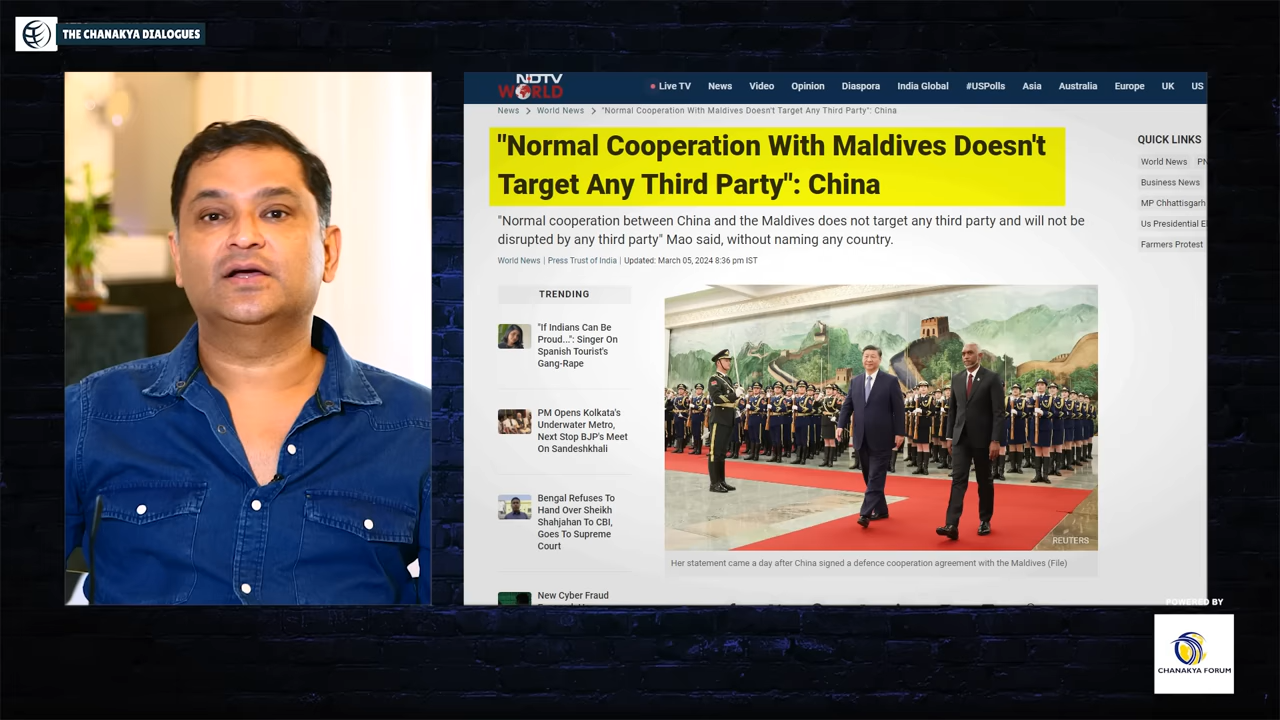 THE CHANAKYA DIALOGUES
NDTV
WORLD
Live TV News Video Opinion Diaspora India Global #USPolls Asia Australia Europe UK US
News > World News > "Normal Cooperation With Maldives Doesn't Target Any Third Party": China
"Normal Cooperation With Maldives Doesn't
Target Any Third Party": China
"Normal cooperation between China and the Maldives does not target any third party and will not be
disrupted by any third party" Mao said, without naming any country.
World News | Press Trust of India | Updated: March 05, 2024 8:36 pm IST
TRENDING
"If Indians Can Be
Proud...": Singer On
Spanish Tourist's
Gang-Rape
PM Opens Kolkata's
Underwater Metro,
Next Stop BJP's Meet
On Sandeshkhali
Bengal Refuses To
Hand Over Sheikh
Shahjahan To CBI,
Goes To Supreme
Court
New Cyber Fraud
REUTERS
Her statement came a day after China signed a defence cooperation agreement with the Maldives (File)
QUICK LINKS
World News PN
Business News
MP Chhattisgarh
Us Presidential E
Farmers Protest
POWERED BY
CHANAKYA FORUM